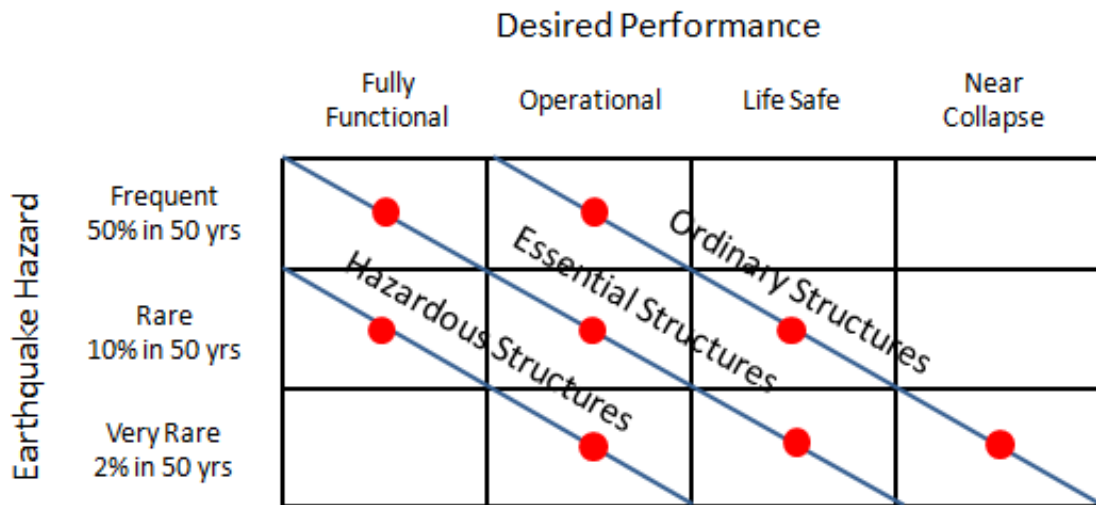 Desired Performance
Fully
Functional
Operational
Life Safe
Near
Collapse
Earthquake Hazard
Frequent
50% in 50 yrs
Rare
10% in 50 yrs
Very Rare
2% in 50 yrs
Hazardous Structures
Essential Structures
Ordinary Structures